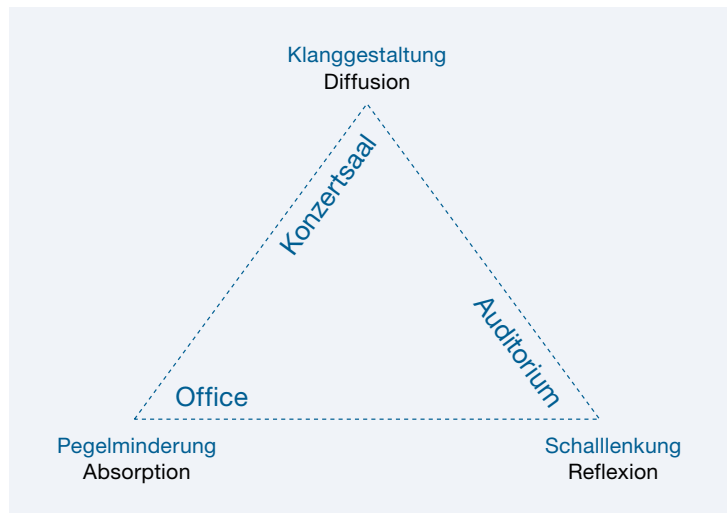 Klanggestaltung
Diffusion
Konzertsaal
Auditorium
Office
Pegelminderung
Absorption
Schalllenkung
Reflexion